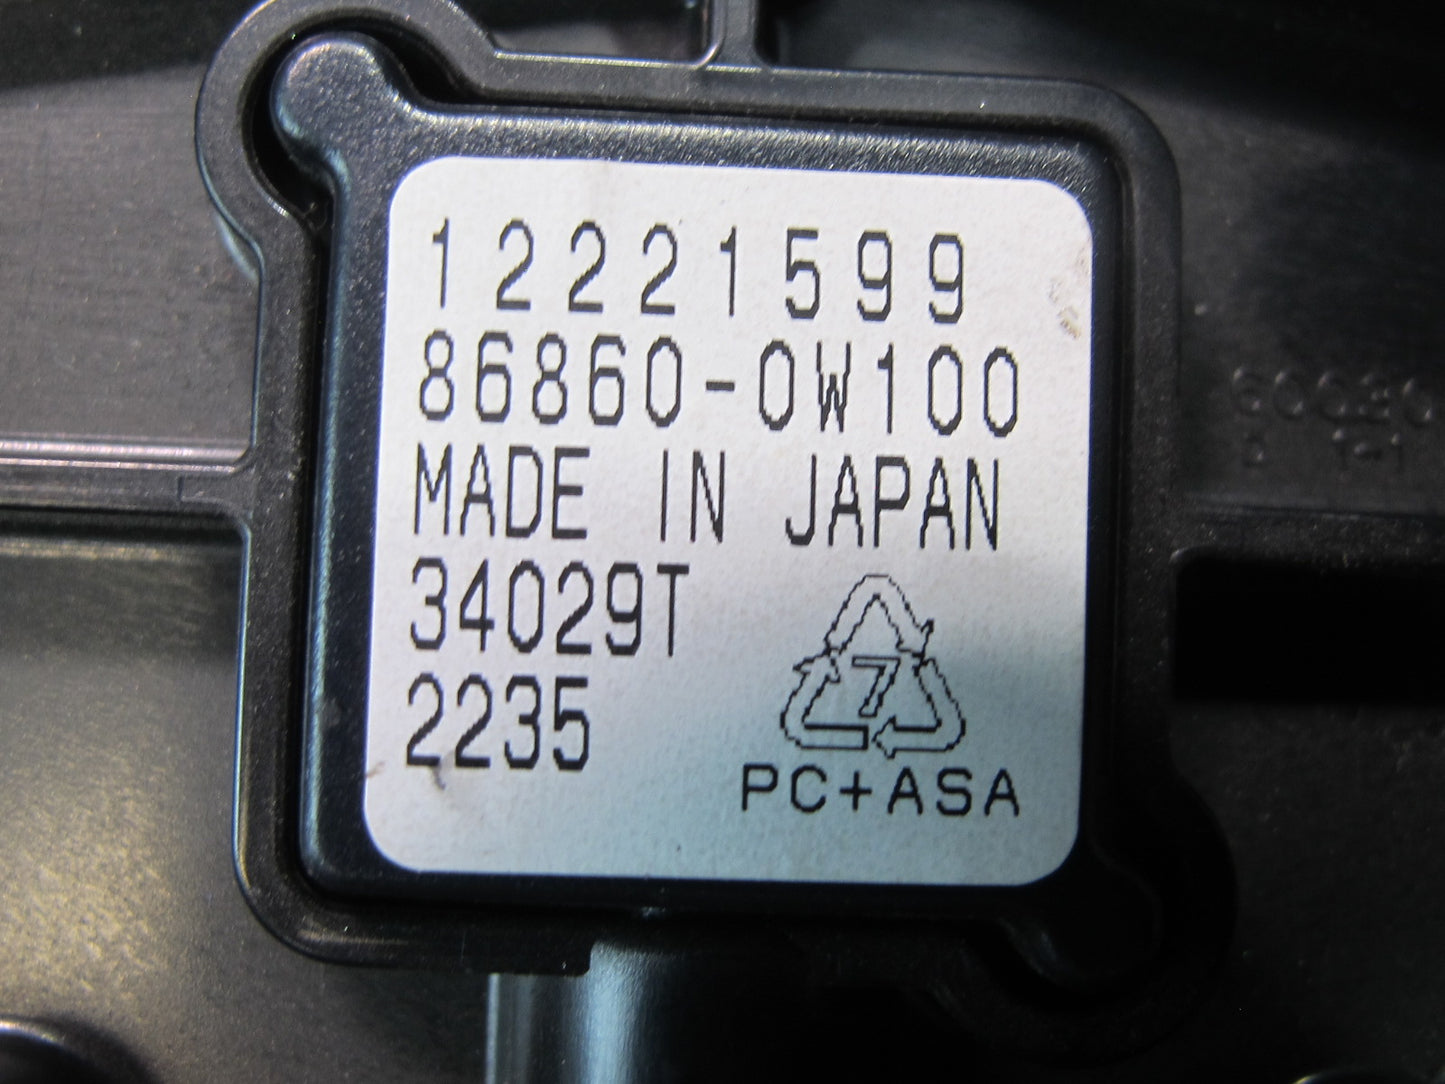 12221599
86860-0W100
MADE IN JAPAN
34029T
2235
7
PC+ASA